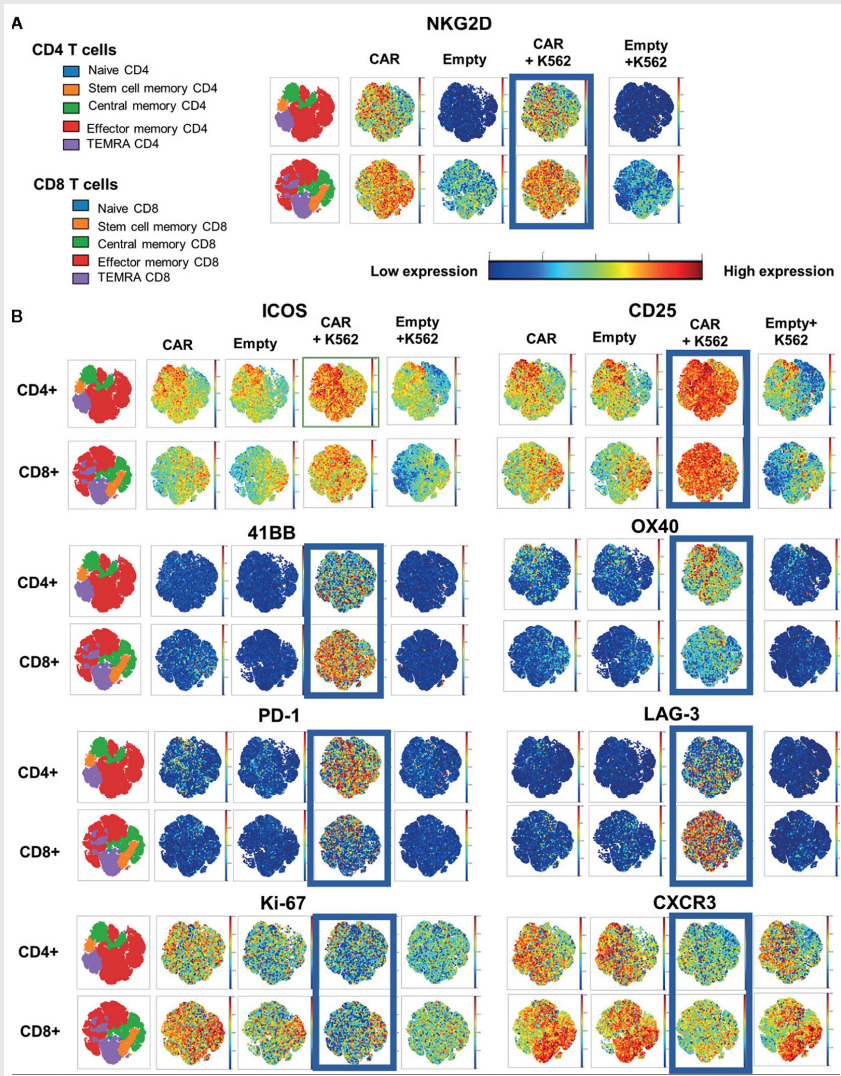 A
NKG2D
CD4 T cells
Naive CD4
Stem cell memory CD4
Central memory CD4
Effector memory CD4
TEMRA CD4
CD8 T cells
Naive CD8
Stem cell memory CD8
Central memory CD8
Effector memory CD8
TEMRA CD8
CAR
Empty
CAR
+ K562
Empty
+K562
Low expression
High expression
B
ICOS
CAR
Empty
CAR
+ K562
Empty
+K562
CD25
CAR
Empty
CAR
+ K562
Empty+
K562
CD4+
CD8+
41BB
OX40
CD4+
CD8+
PD-1
LAG-3
CD4+
CD8+
Ki-67
CXCR3
CD4+
CD8+